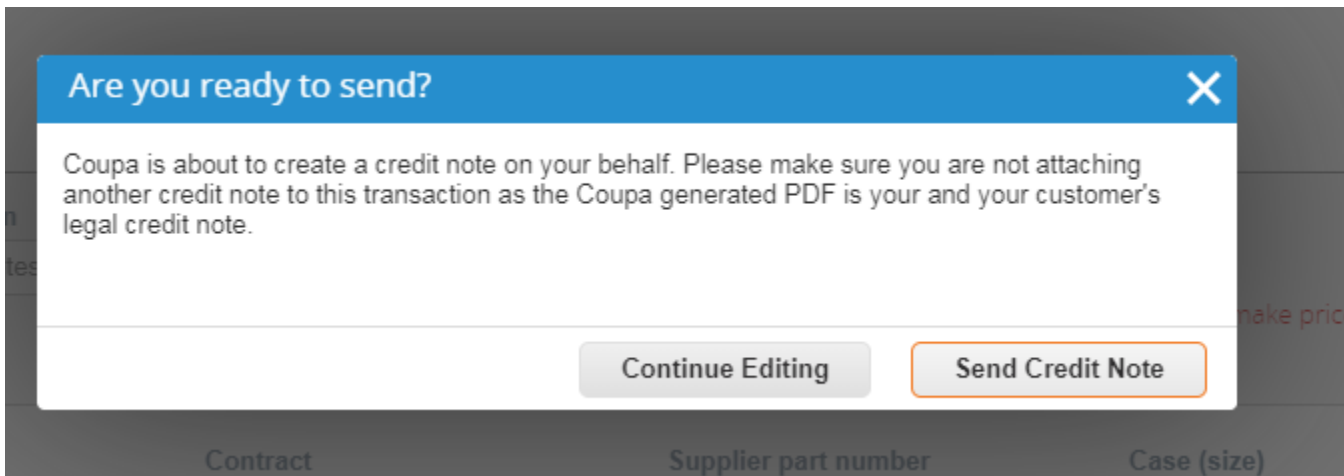 Are you ready to send?
Coupa is about to create a credit note on your behalf. Please make sure you are not attaching
another credit note to this transaction as the Coupa generated PDF is your and your customer's
legal credit note.
make pric
Continue Editing
Send Credit Note
Contract
Supplier part number
Case (size)